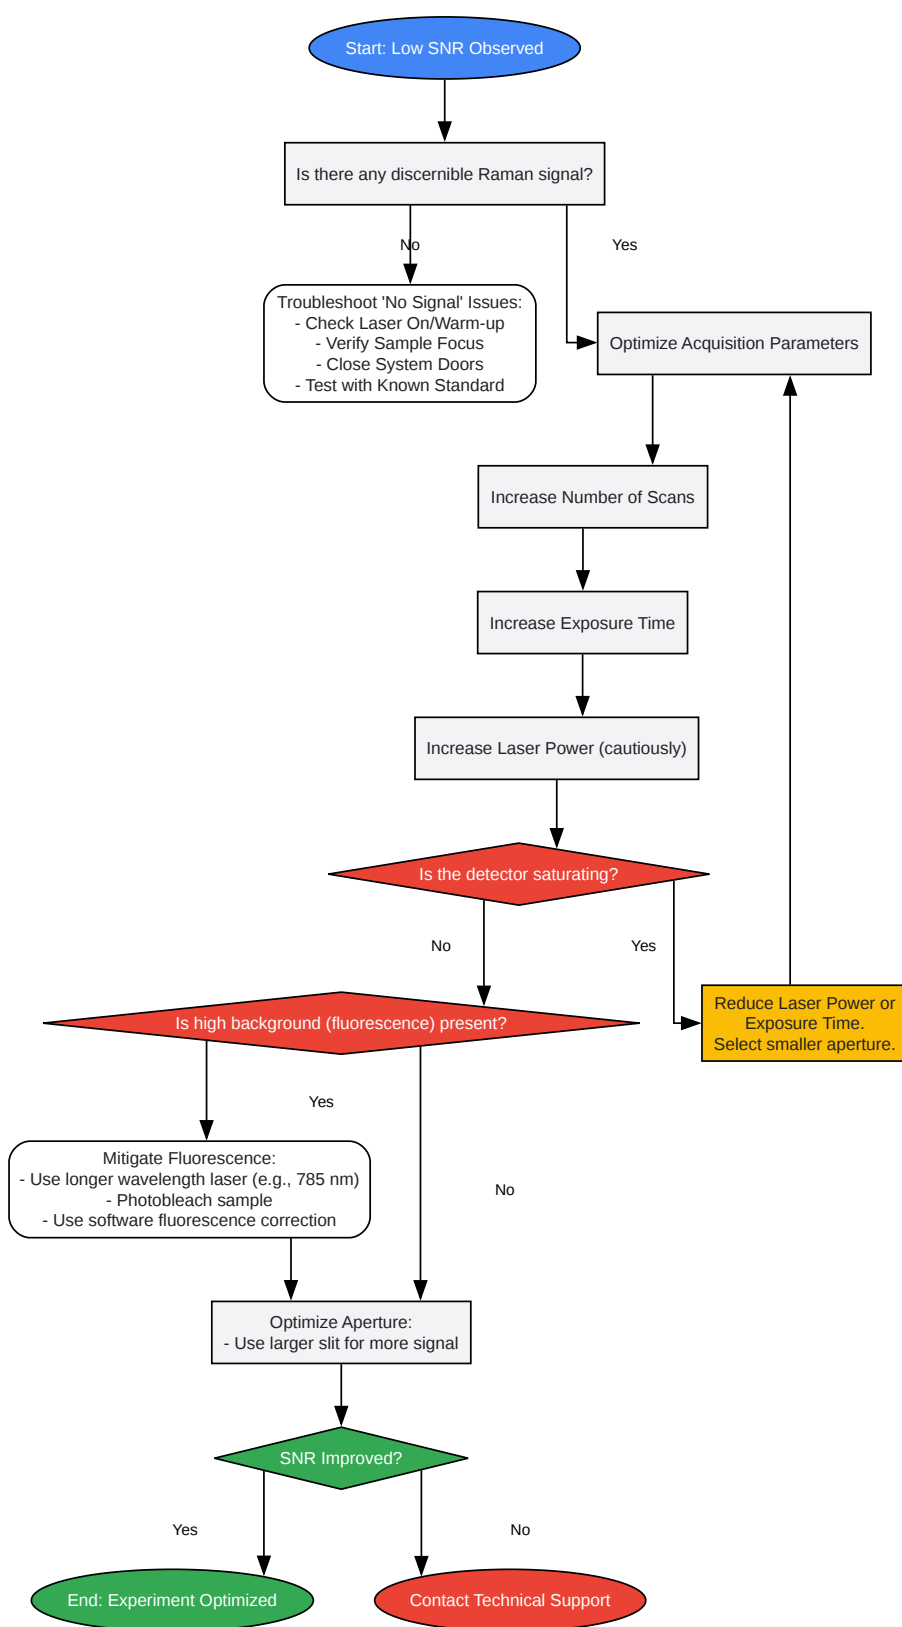 Start: Low SNR Observed
Is there any discernible Raman signal?
No
Yes
Troubleshoot 'No Signal' Issues:
- Check Laser On/Warm-up
- Verify Sample Focus
- Close System Doors
- Test with Known Standard
Optimize Acquisition Parameters
Increase Number of Scans
Increase Exposure Time
Increase Laser Power (cautiously)
Is the detector saturating?
No
Yes
Is high background (fluorescence) present?
Reduce Laser Power or
Exposure Time.
Select smaller aperture.
Yes
Mitigate Fluorescence:
- Use longer wavelength laser (e.g., 785 nm)
- Photobleach sample
- Use software fluorescence correction
No
Optimize Aperture:
- Use larger slit for more signal
SNR Improved?
Yes
No
End: Experiment Optimized
Contact Technical Support